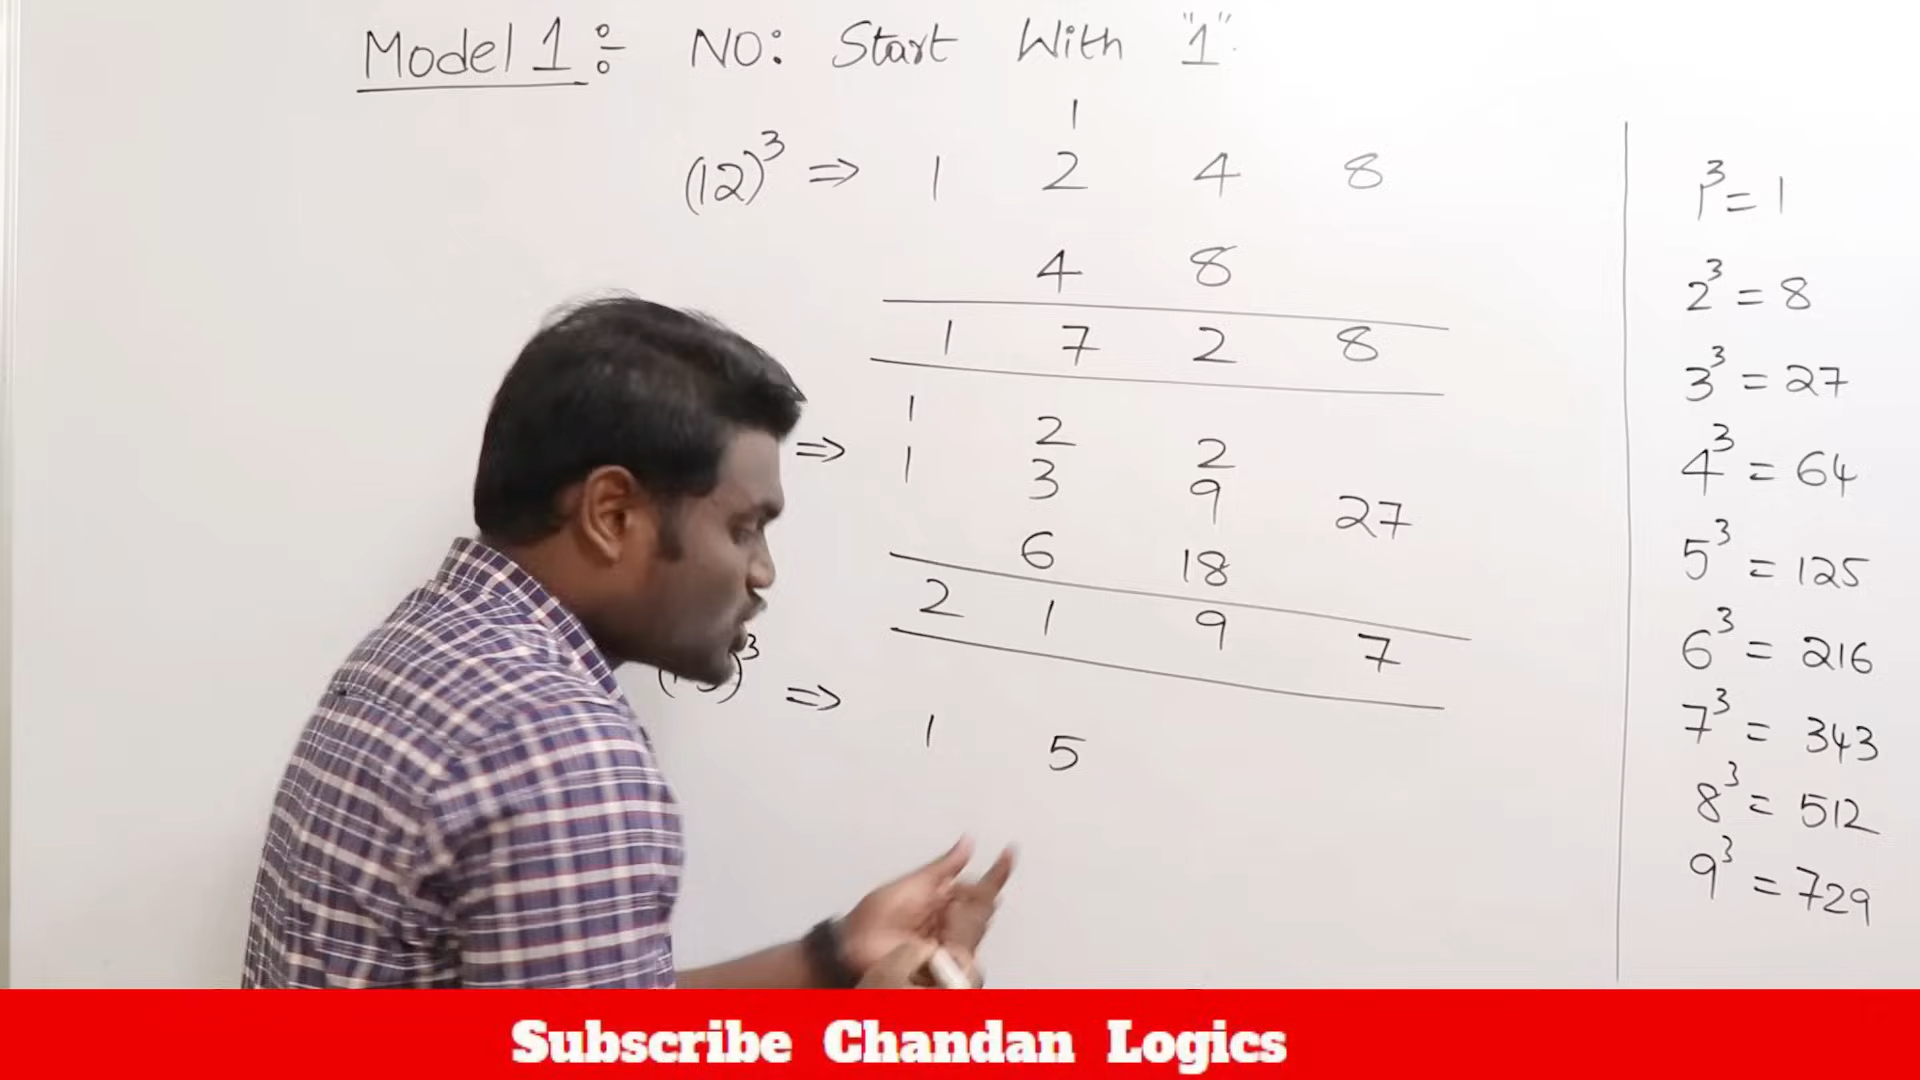 Model 1 ÷ NO: Start With "1".
1
(12)³ ⇒ 1 2 4 8
4 8
1 7 2 8
1 2 2
⇒ 1 3 9 27
6 18
2 1 9 7
)³ ⇒ 1 5
1³ = 1
2³ = 8
3³ = 27
4³ = 64
5³ = 125
6³ = 216
7³ = 343
8³ = 512
9³ = 729
Subscribe Chandan Logics